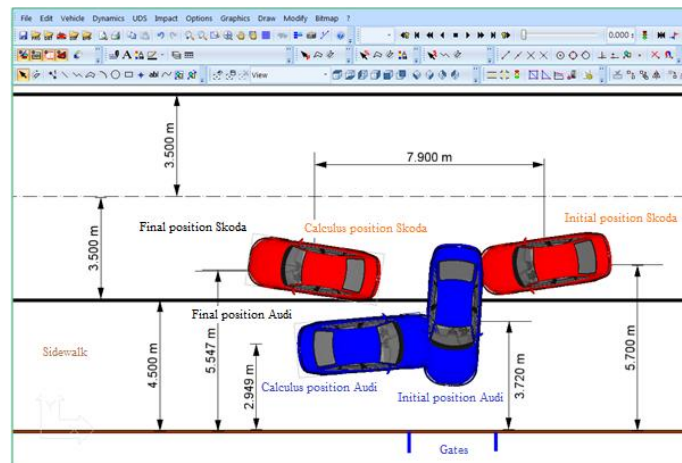 File Edit Vehicle Dynamics UDS Impact Options Graphics Draw Modify Bitmap ?
0.000 s
View
3.500 m
7.900 m
Final position Skoda
Calculus position Skoda
Initial position Skoda
3.500 m
Final position Audi
Sidewalk
4.500 m
5.547 m
2.949 m
3.720 m
5.700 m
Calculus position Audi
Initial position Audi
Gates